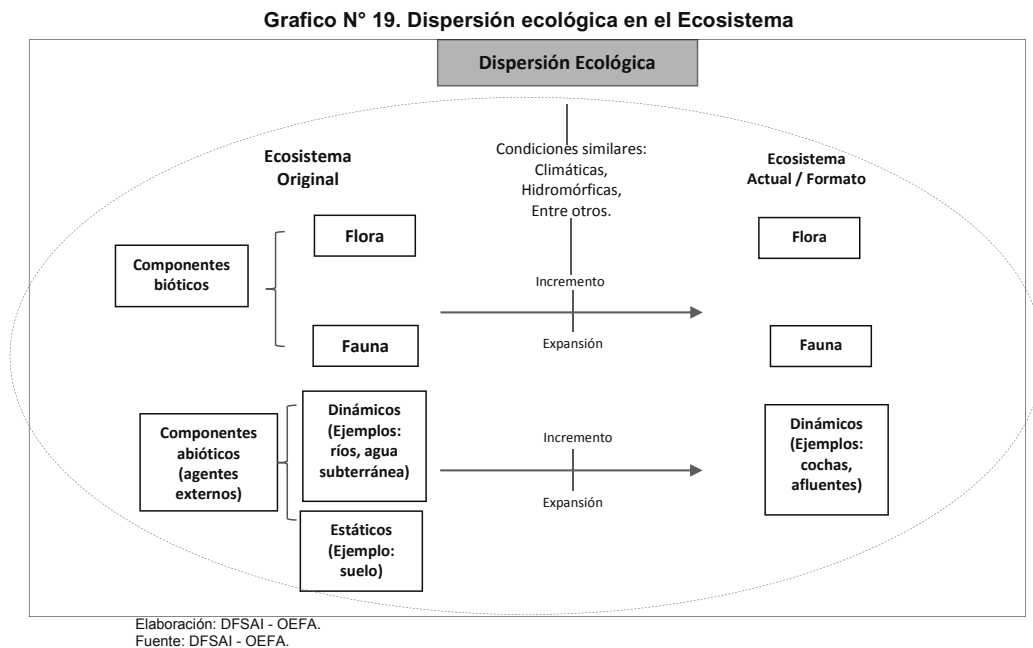 Grafico N° 19. Dispersión ecológica en el Ecosistema
Dispersión Ecológica
Condiciones similares:
Climáticas,
Hidromórficas,
Entre otros.
Ecosistema
Original
Ecosistema
Actual / Formato
Componentes
bióticos
Flora
Fauna
Incremento
Expansión
Flora
Fauna
Componentes
abióticos
(agentes
externos)
Dinámicos
(Ejemplos:
ríos, agua
subterránea)
Estáticos
(Ejemplo:
suelo)
Incremento
Expansión
Dinámicos
(Ejemplos:
cochas,
afluentes)
Elaboración: DFSAI - OEFA.
Fuente: DFSAI - OEFA.